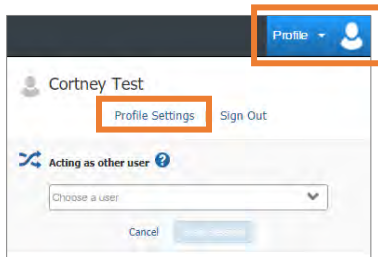 Profile
Cortney Test
Profile Settings Sign Out
Acting as other user ?
Choose a user
Cancel